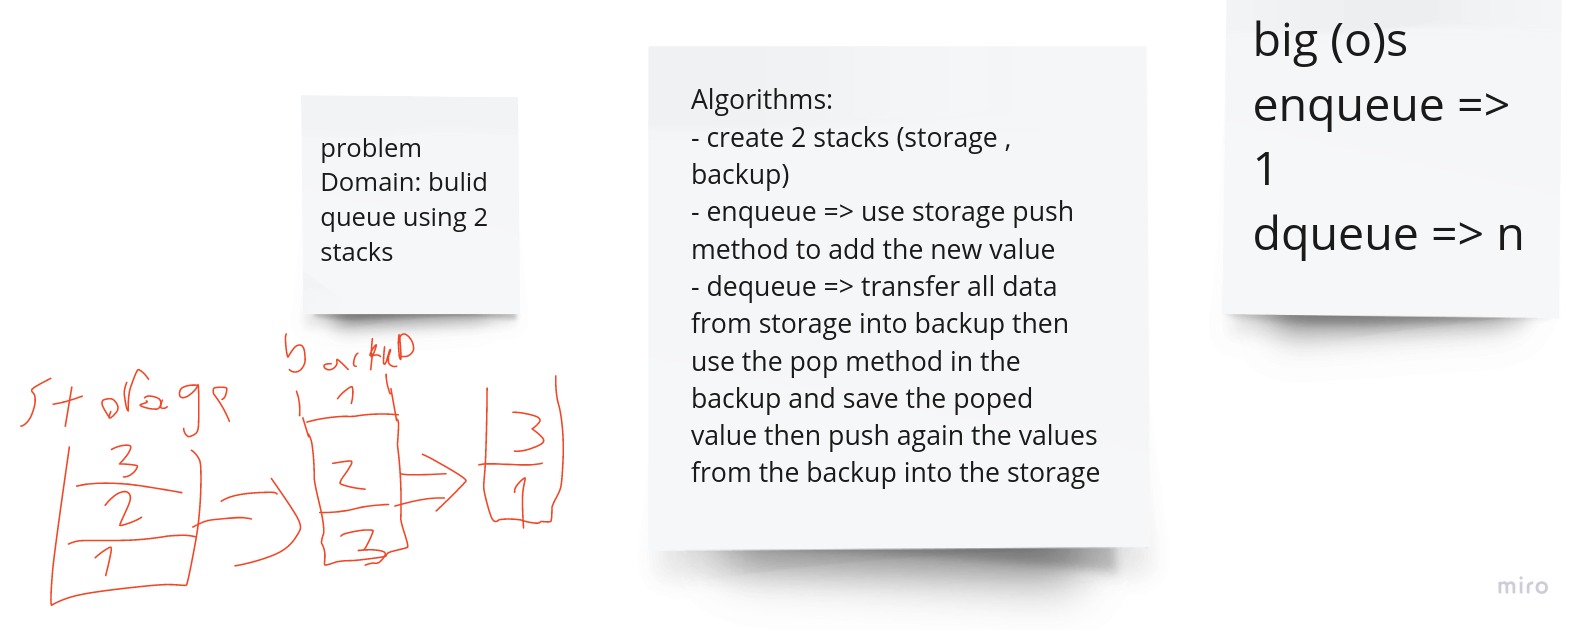 problem
Domain: bulid
queue using 2
stacks
Algorithms:
- create 2 stacks (storage ,
backup)
- enqueue => use storage push
method to add the new value
- dequeue => transfer all data
from storage into backup then
use the pop method in the
backup and save the poped
value then push again the values
from the backup into the storage
big (o)s
enqueue =>
1
dqueue => n
storage
3
2
1
backup
1
2
3
3
1
miro